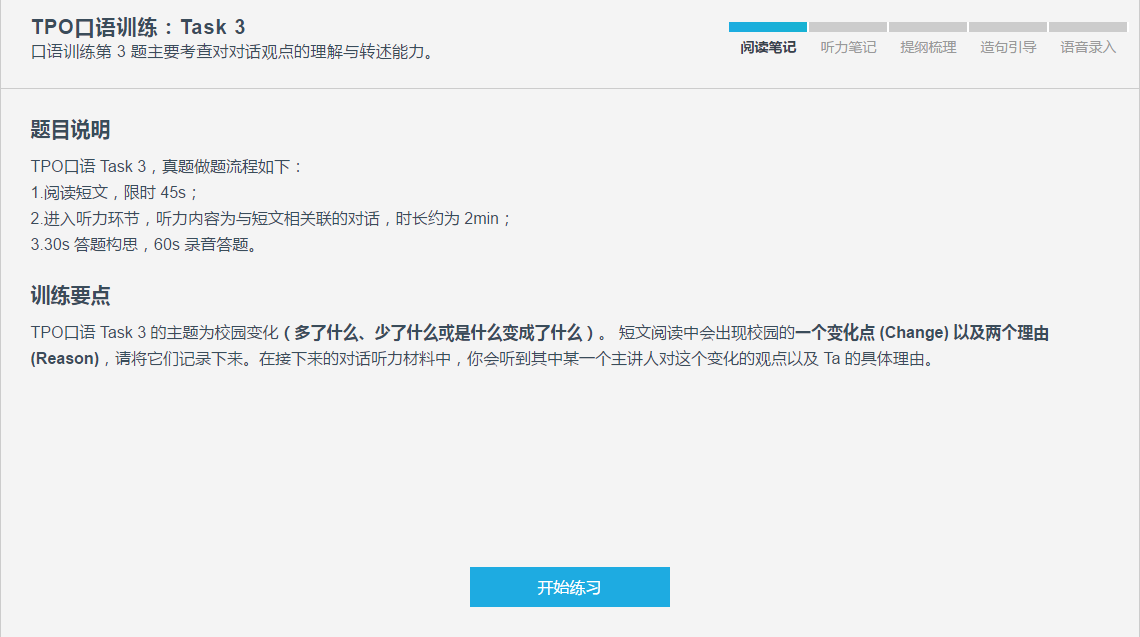 TPO口语训练：Task 3
口语训练第 3 题主要考查对对话观点的理解与转述能力。
阅读笔记 听力笔记 提纲梳理 造句引导 语音录入
题目说明
TPO口语 Task 3，真题做题流程如下：
1.阅读短文，限时 45s；
2.进入听力环节，听力内容为与短文相关联的对话，时长约为 2min；
3.30s 答题构思，60s 录音答题。
训练要点
TPO口语 Task 3 的主题为校园变化（多了什么、少了什么或是什么变成了什么）。 短文阅读中会出现校园的一个变化点 (Change) 以及两个理由
(Reason)，请将它们记录下来。在接下来的对话听力材料中，你会听到其中某一个主讲人对这个变化的观点以及 Ta 的具体理由。
开始练习